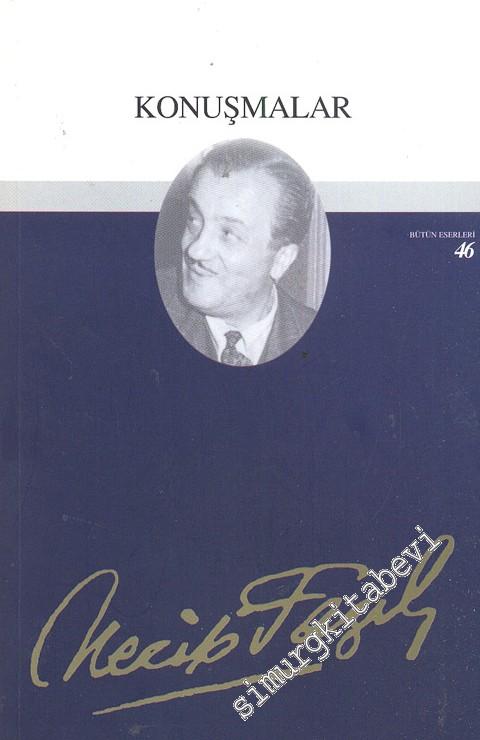 KONUŞMALAR
BÜTÜN ESERLERİ
46
Necip Fazıl
simurgkitabevi